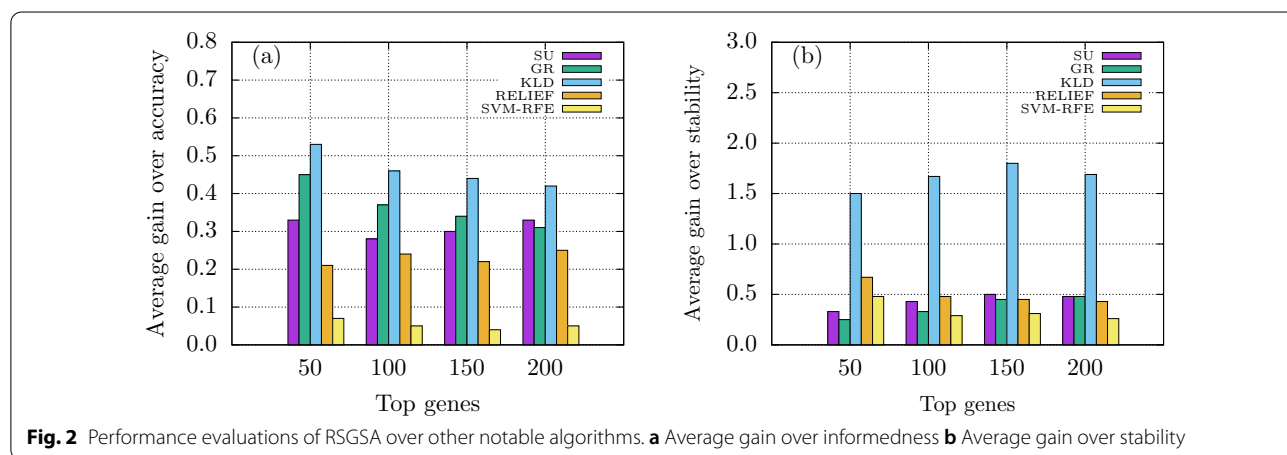 (a)
Average gain over accuracy
0.8
0.7
0.6
0.5
0.4
0.3
0.2
0.1
0.0
SU
GR
KLD
RELIEF
SVM-RFE
50 100 150 200
Top genes
(b)
Average gain over stability
3.0
2.5
2.0
1.5
1.0
0.5
0.0
SU
GR
KLD
RELIEF
SVM-RFE
50 100 150 200
Top genes
Fig. 2 Performance evaluations of RSGSA over other notable algorithms. a Average gain over informedness b Average gain over stability